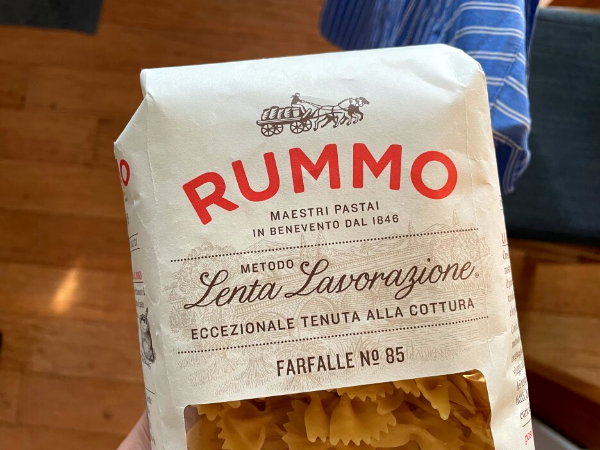 RUMMO
MAESTRI PASTAI
IN BENEVENTO DAL 1846
METODO
Lenta Lavorazione®
ECCEZIONALE TENUTA ALLA COTTURA
FARFALLE Nº 85